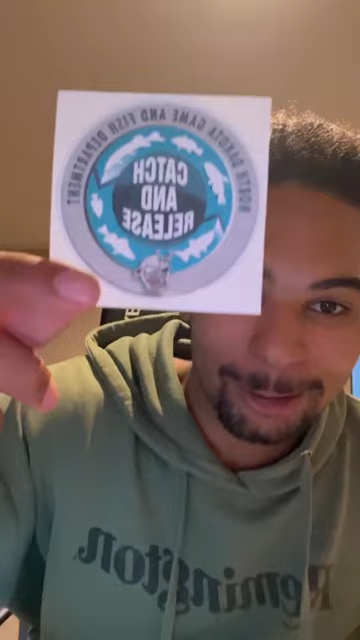 NORTH DAKOTA GAME AND FISH DEPARTMENT
CATCH
AND
RELEASE
Remington.